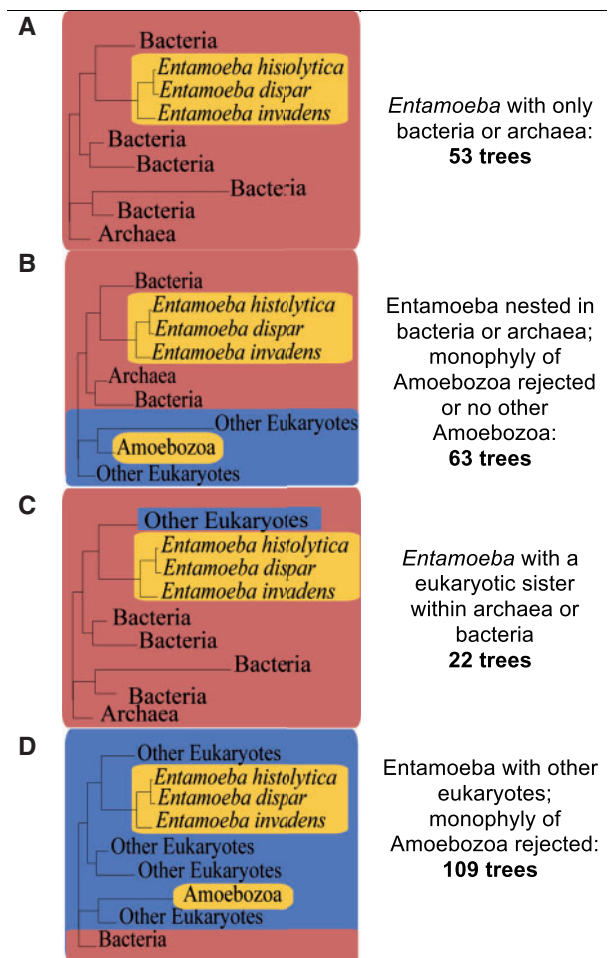 A
Bacteria
Entamoeba histolytica
Entamoeba dispar
Entamoeba invadens
Bacteria
Bacteria
Bacteria
Bacteria
Archaea
Entamoeba with only
bacteria or archaea:
53 trees
B
Bacteria
Entamoeba histolytica
Entamoeba dispar
Entamoeba invadens
Archaea
Bacteria
Other Eukaryotes
Amoebozoa
Other Eukaryotes
Entamoeba nested in
bacteria or archaea;
monophyly of
Amoebozoa rejected
or no other
Amoebozoa:
63 trees
C
Other Eukaryotes
Entamoeba histolytica
Entamoeba dispar
Entamoeba invadens
Bacteria
Bacteria
Bacteria
Bacteria
Archaea
Entamoeba with a
eukaryotic sister
within archaea or
bacteria
22 trees
D
Other Eukaryotes
Entamoeba histolytica
Entamoeba dispar
Entamoeba invadens
Other Eukaryotes
Other Eukaryotes
Amoebozoa
Other Eukaryotes
Bacteria
Entamoeba with other
eukaryotes;
monophyly of
Amoebozoa rejected:
109 trees